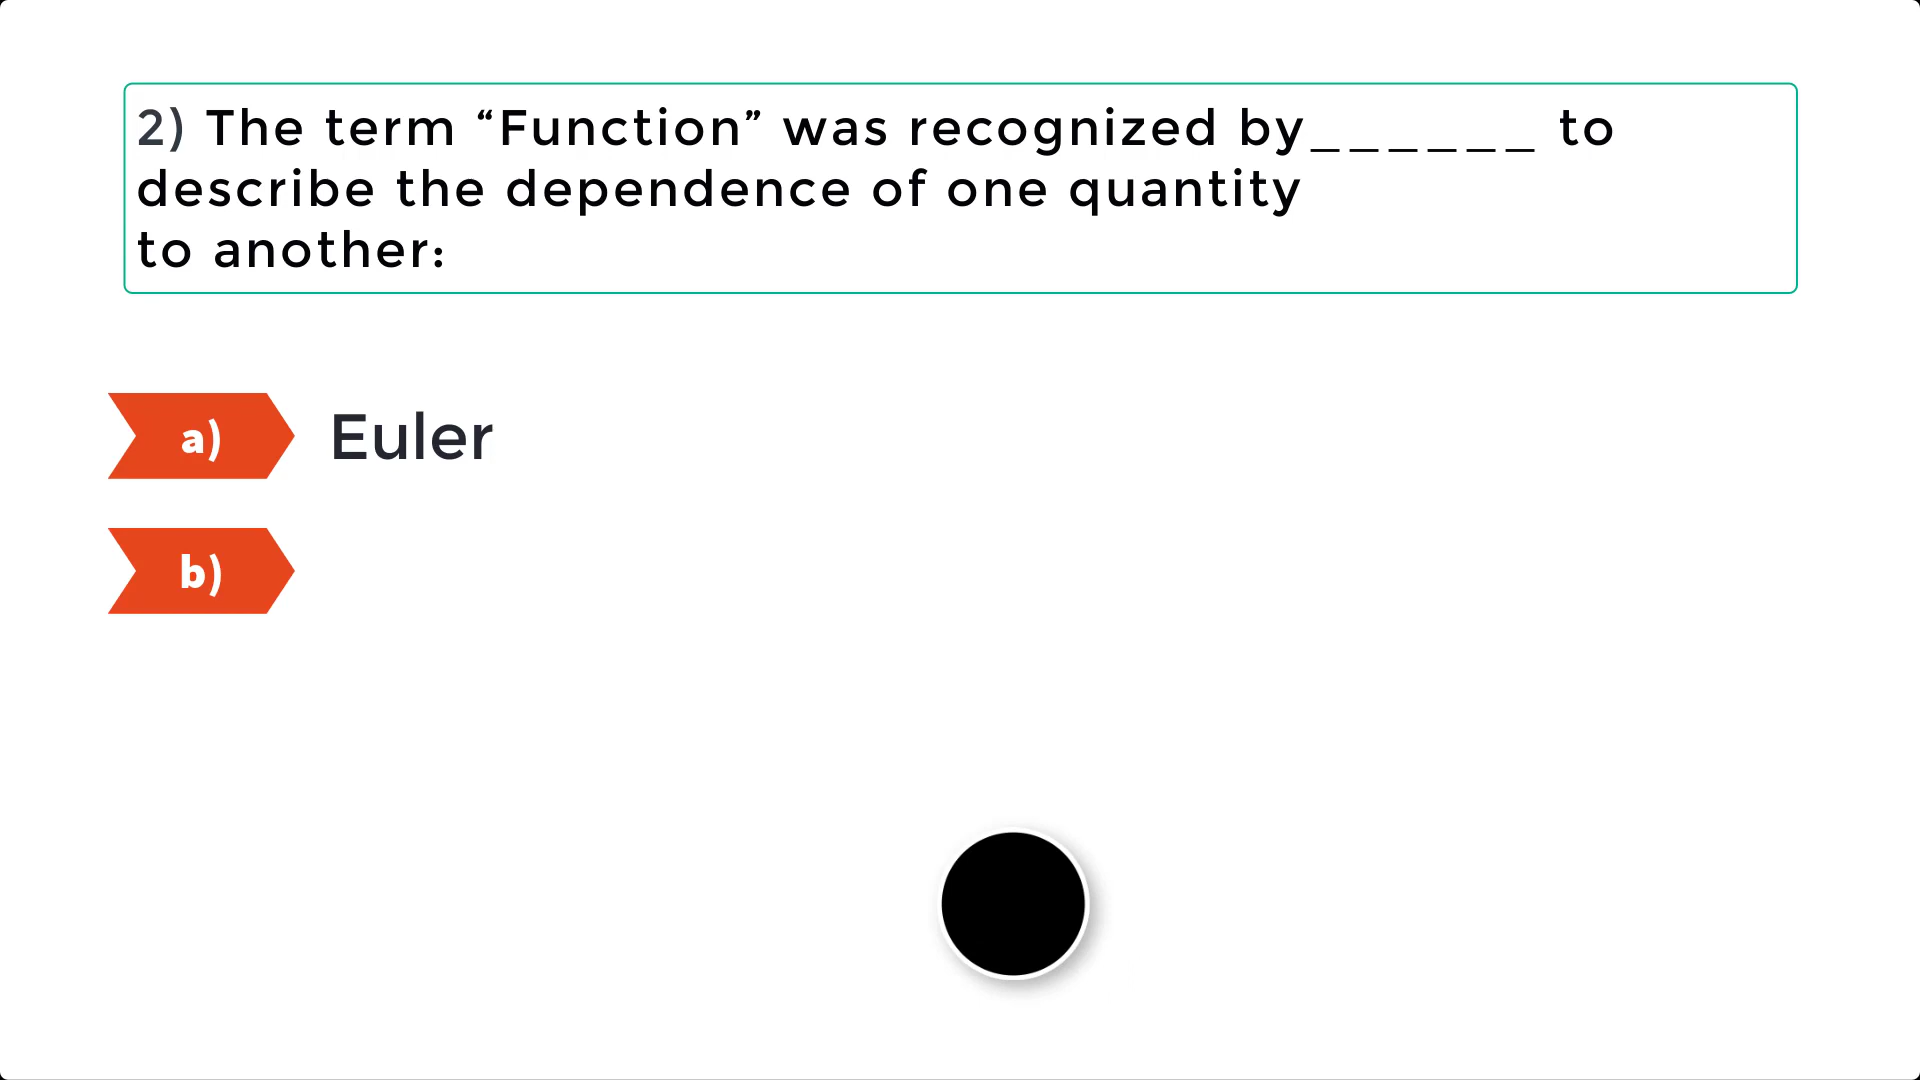 2) The term “Function” was recognized by______ to
describe the dependence of one quantity
to another:
a) Euler
b)